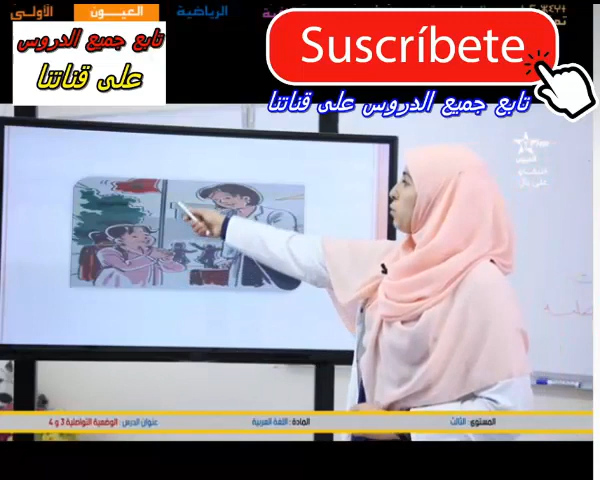 الأولى
العيون
الرياضية
تابع جميع الدروس
على قناتنا
Suscríbete
تابع جميع الدروس على قناتنا
العيون
المستوى: الثالث
المادة: اللغة العربية
عنوان الدرس: الوضعية التواصلية 3 و 4